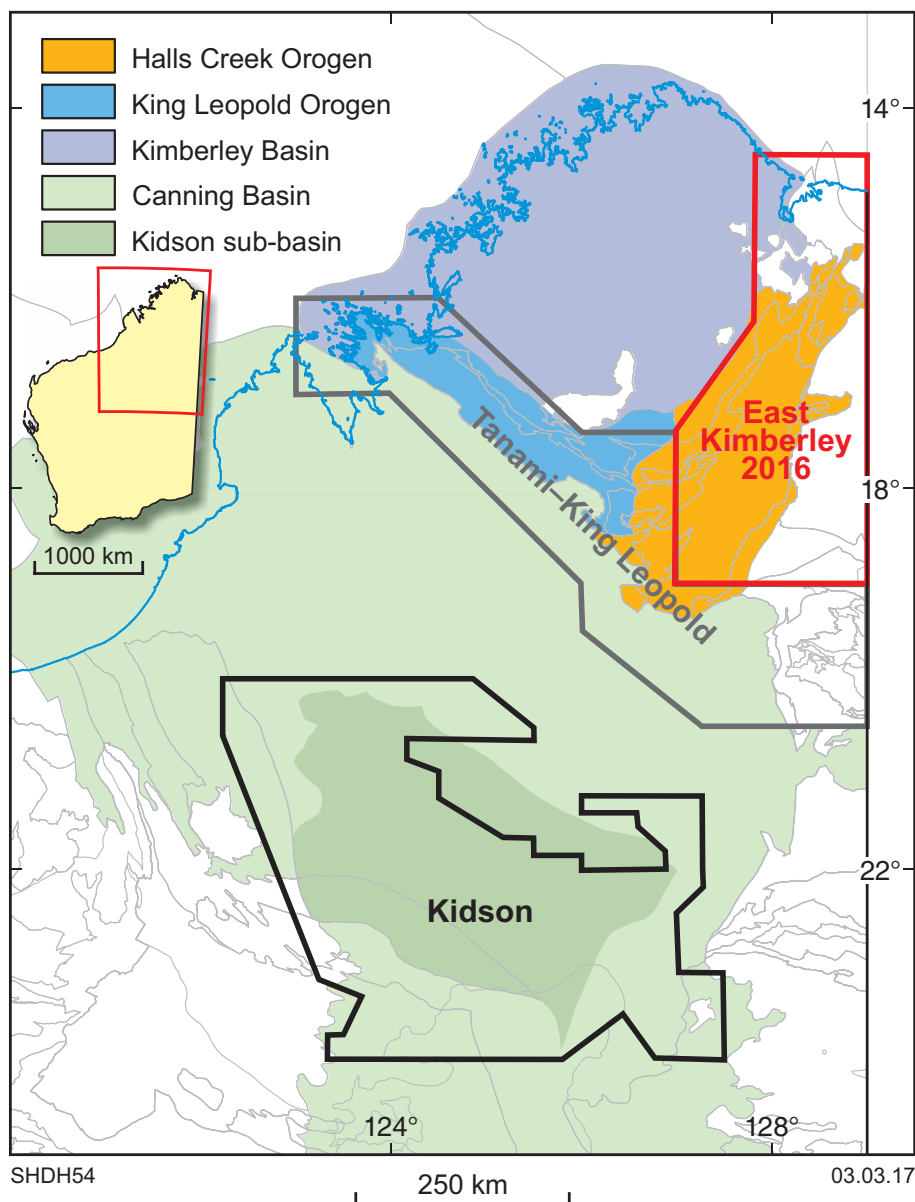 Halls Creek Orogen
King Leopold Orogen
Kimberley Basin
Canning Basin
Kidson sub-basin
14°
1000 km
East
Kimberley
2016
Tanami–King Leopold
18°
22°
Kidson
124°
128°
SHDH54
250 km
03.03.17